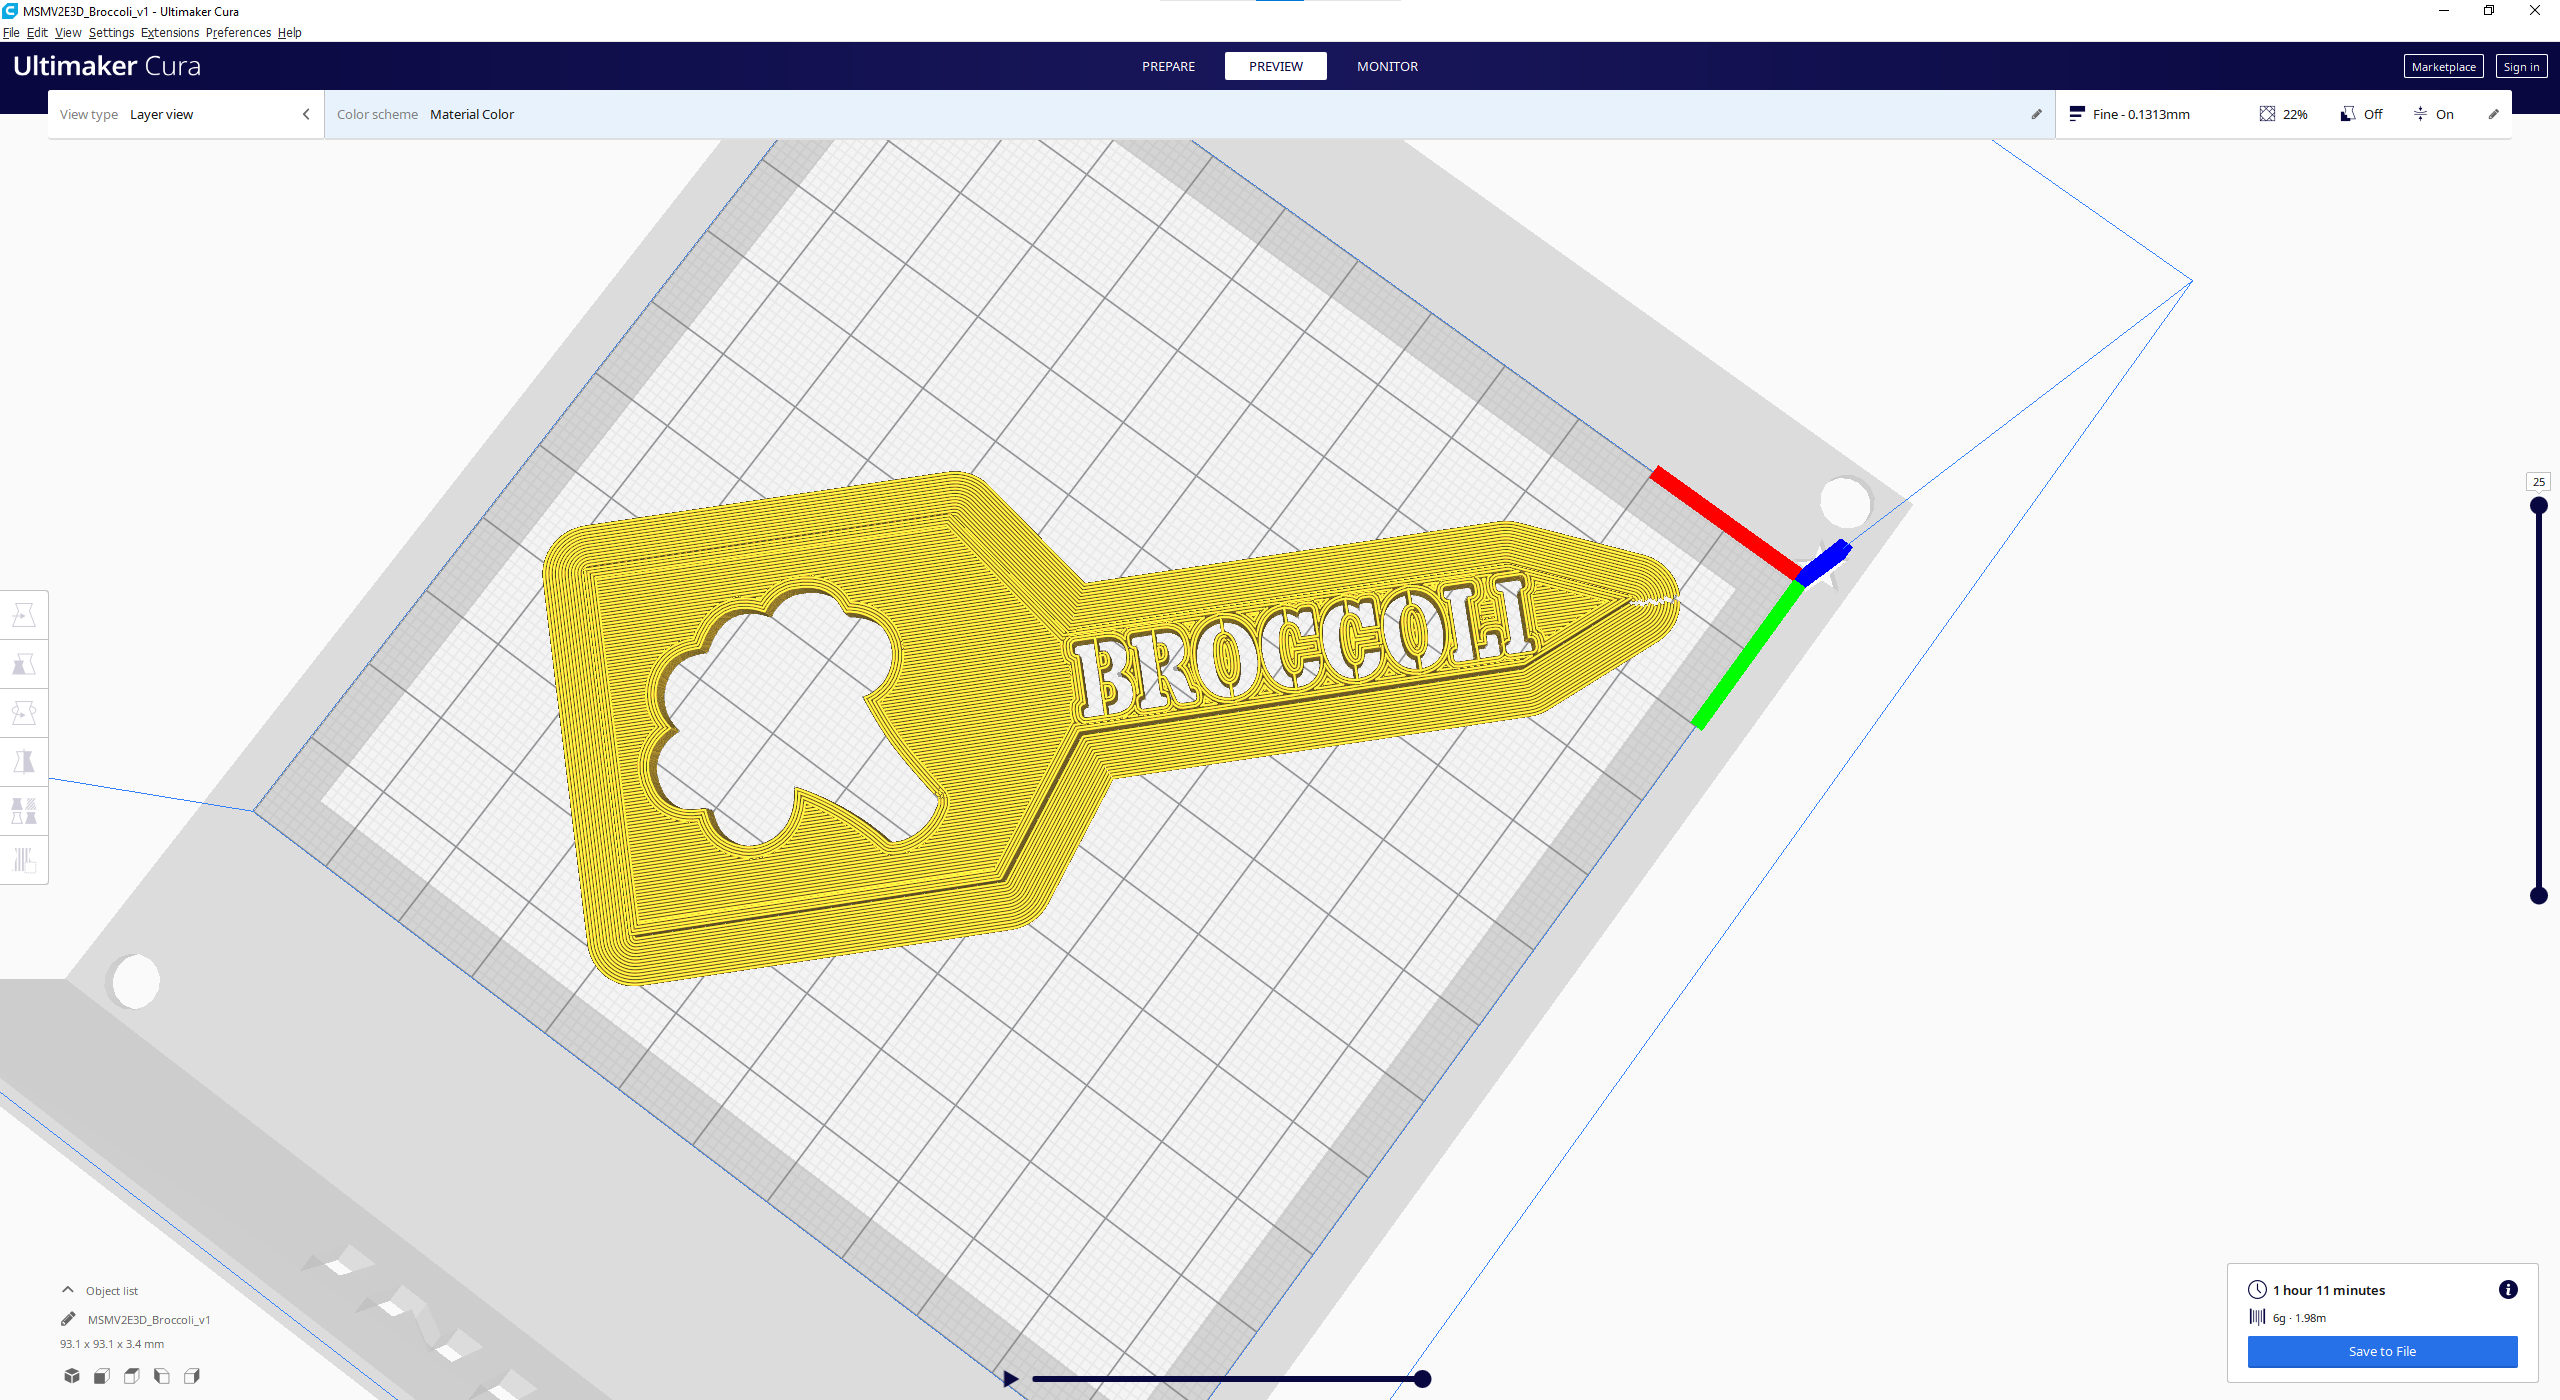 MSMV2E3D_Broccoli_v1 - Ultimaker Cura
File Edit View Settings Extensions Preferences Help
Ultimaker Cura
PREPARE PREVIEW MONITOR
Marketplace Sign in
View type Layer view
Color scheme Material Color
Fine - 0.1313mm 22% Off On
25
BROCCOLI
Object list
MSMV2E3D_Broccoli_v1
93.1 x 93.1 x 3.4 mm
1 hour 11 minutes
6g · 1.98m
Save to File